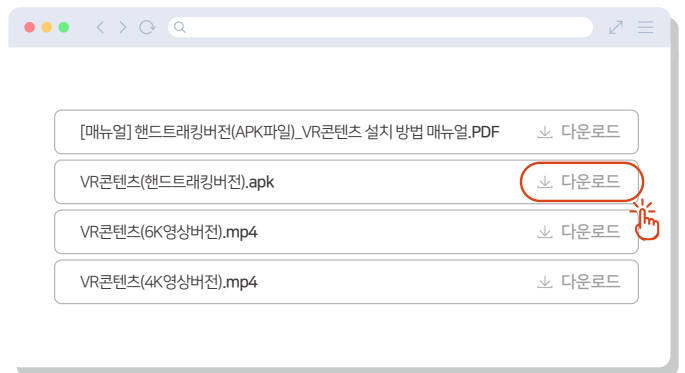 [매뉴얼] 핸드트래킹버전(APK파일)_VR콘텐츠 설치 방법 매뉴얼.PDF 다운로드
VR콘텐츠(핸드트래킹버전).apk 다운로드
VR콘텐츠(6K영상버전).mp4 다운로드
VR콘텐츠(4K영상버전).mp4 다운로드